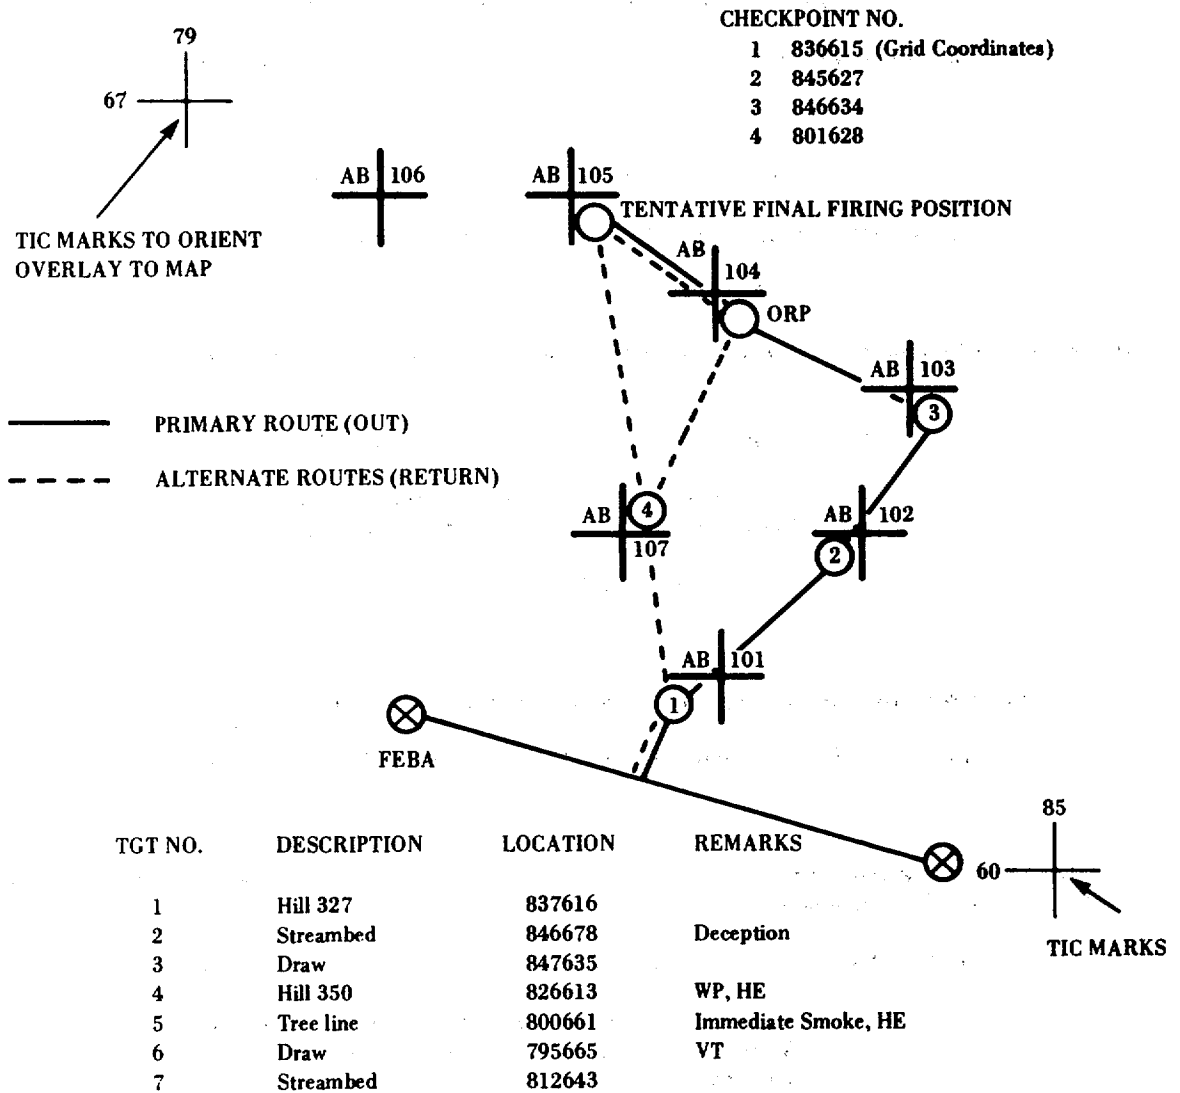 CHECKPOINT NO.
1 836615 (Grid Coordinates)
2 845627
3 846634
4 801628
79
67
TIC MARKS TO ORIENT
OVERLAY TO MAP
AB 106
AB 105
TENTATIVE FINAL FIRING POSITION
AB 104
ORP
AB 103
3
PRIMARY ROUTE (OUT)
ALTERNATE ROUTES (RETURN)
4
AB 107
AB 102
2
AB 101
1
FEBA
85
60
TIC MARKS
TGT NO. DESCRIPTION LOCATION REMARKS
1 Hill 327 837616
2 Streambed 846678 Deception
3 Draw 847635
4 Hill 350 826613 WP, HE
5 Tree line 800661 Immediate Smoke, HE
6 Draw 795665 VT
7 Streambed 812643